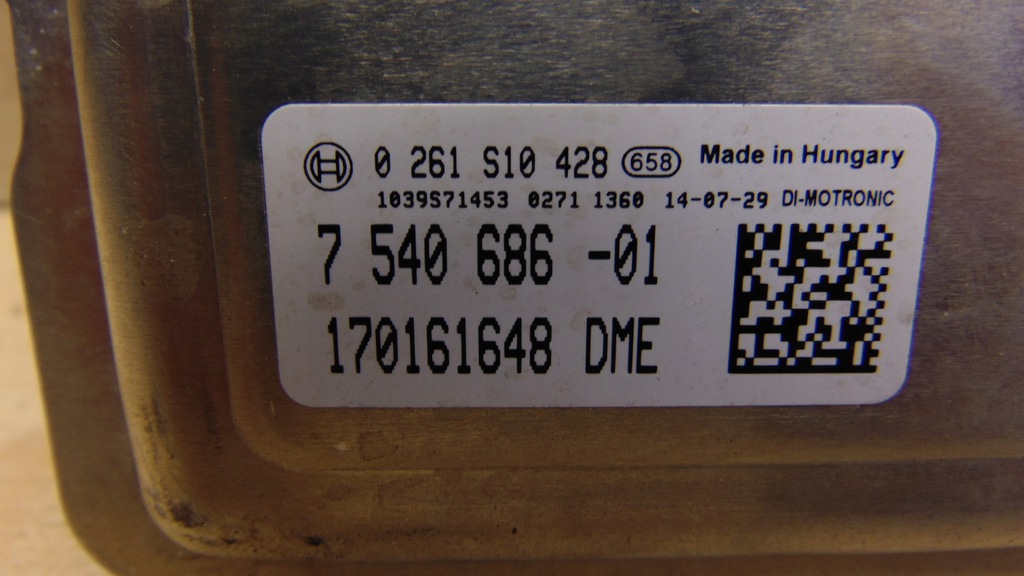 0 261 S10 428 658 Made in Hungary
1039S71453 0271 1360 14-07-29 DI-MOTRONIC
7 540 686 -01
170161648 DME